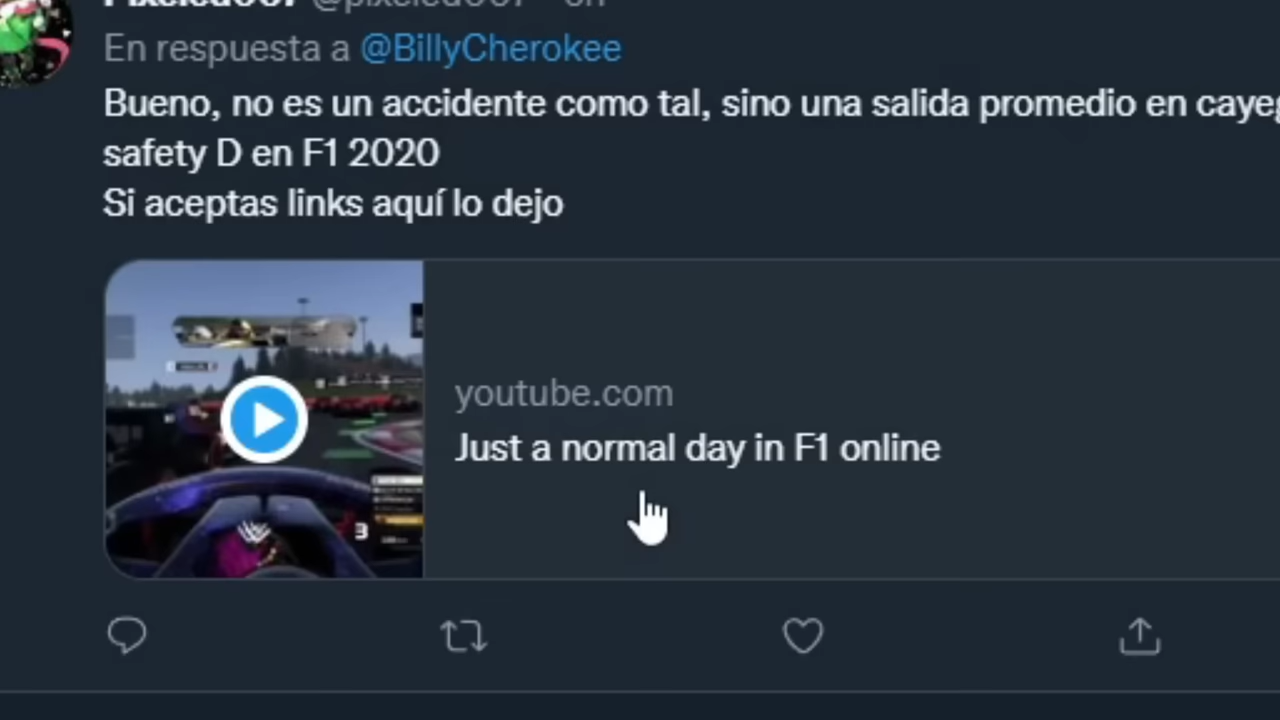 En respuesta a @BillyCherokee
Bueno, no es un accidente como tal, sino una salida promedio en
safety D en F1 2020
Si aceptas links aquí lo dejo
youtube.com
Just a normal day in F1 online
3